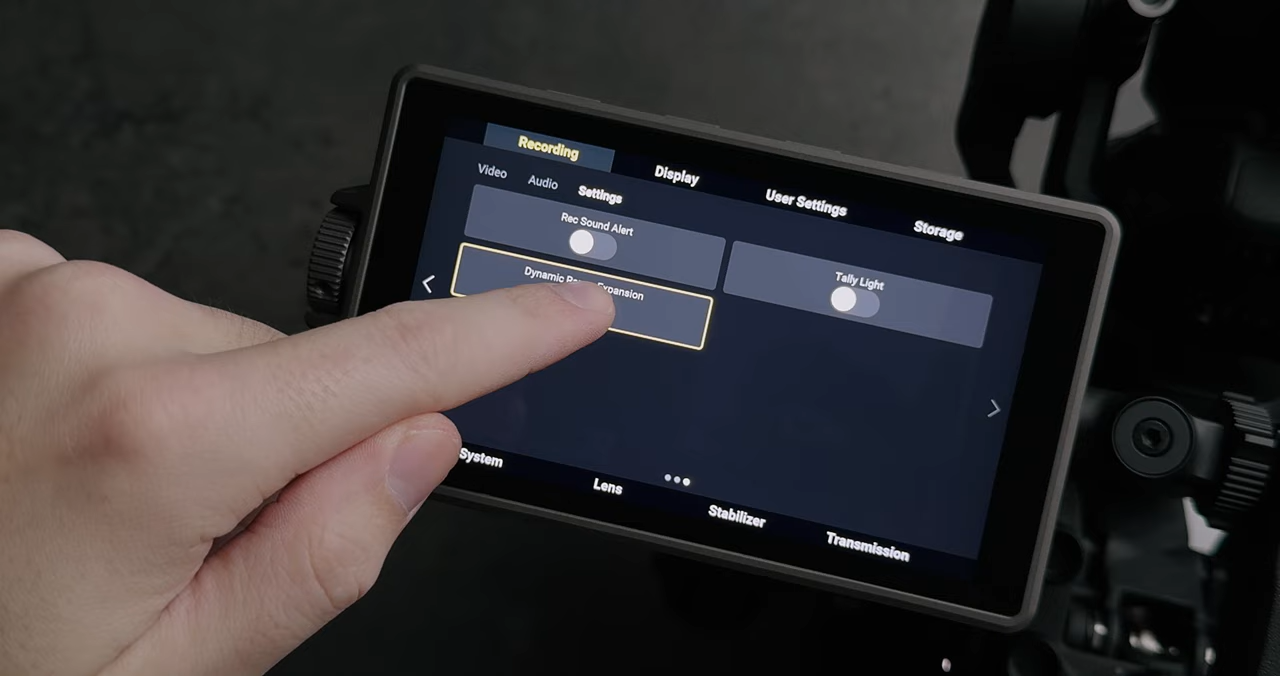 Recording
Display
User Settings
Storage
Video
Audio
Settings
Rec Sound Alert
Tally Light
Dynamic Expansion
System
Lens
Stabilizer
Transmission